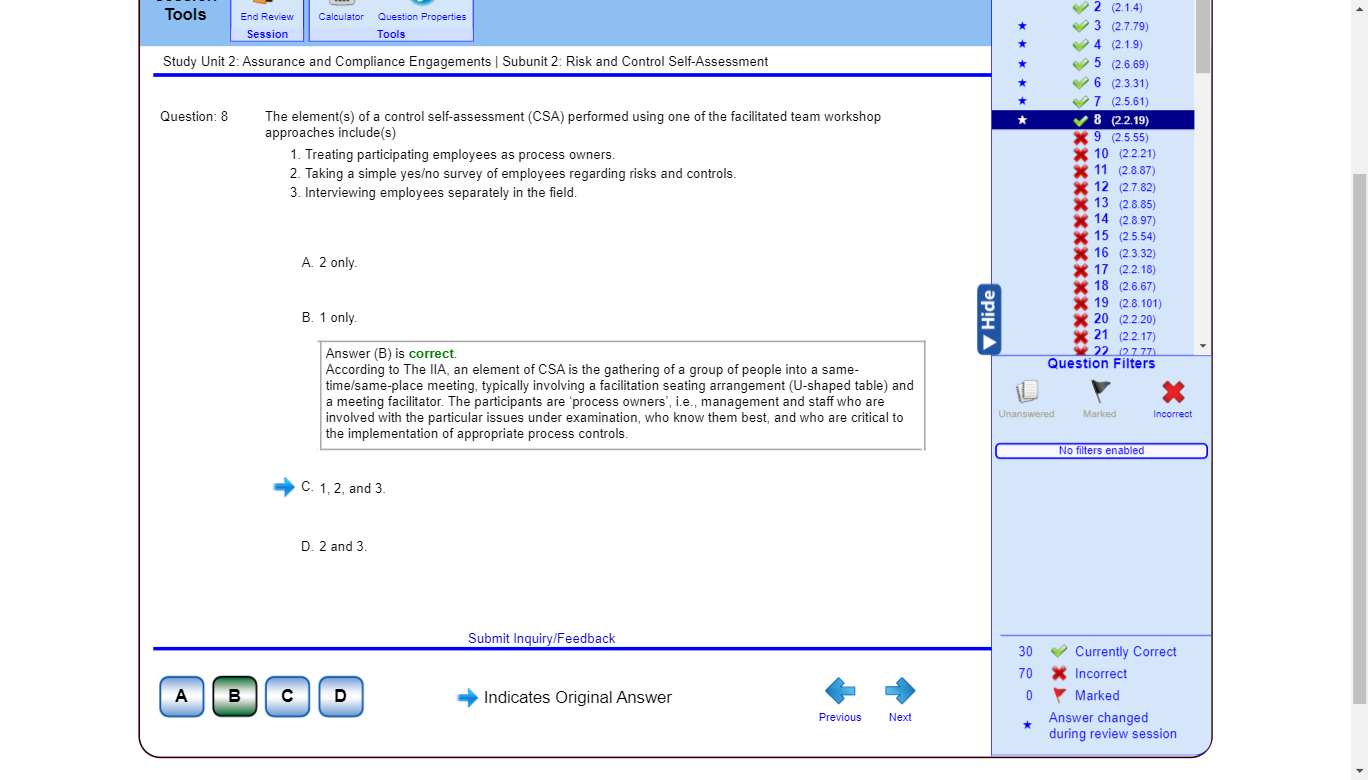 Tools
End Review
Session
Calculator
Question Properties
Tools
Study Unit 2: Assurance and Compliance Engagements | Subunit 2: Risk and Control Self-Assessment
Question: 8
The element(s) of a control self-assessment (CSA) performed using one of the facilitated team workshop
approaches include(s)
1. Treating participating employees as process owners.
2. Taking a simple yes/no survey of employees regarding risks and controls.
3. Interviewing employees separately in the field.
A. 2 only.
B. 1 only.
Answer (B) is correct.
According to The IIA, an element of CSA is the gathering of a group of people into a same-
time/same-place meeting, typically involving a facilitation seating arrangement (U-shaped table) and
a meeting facilitator. The participants are ‘process owners’, i.e., management and staff who are
involved with the particular issues under examination, who know them best, and who are critical to
the implementation of appropriate process controls.
C. 1, 2, and 3.
D. 2 and 3.
Submit Inquiry/Feedback
A
B
C
D
Indicates Original Answer
Previous
Next
2 (2.1.4)
3 (2.7.79)
4 (2.1.9)
5 (2.6.69)
6 (2.3.31)
7 (2.5.61)
8 (2.2.19)
9 (2.5.55)
10 (2.2.21)
11 (2.8.87)
12 (2.7.82)
13 (2.8.85)
14 (2.8.97)
15 (2.5.54)
16 (2.3.32)
17 (2.2.18)
18 (2.6.67)
19 (2.8.101)
20 (2.2.20)
21 (2.2.17)
22 (2.7.77)
Hide
Question Filters
Unanswered
Marked
Incorrect
No filters enabled
30 Currently Correct
70 Incorrect
0 Marked
Answer changed
during review session